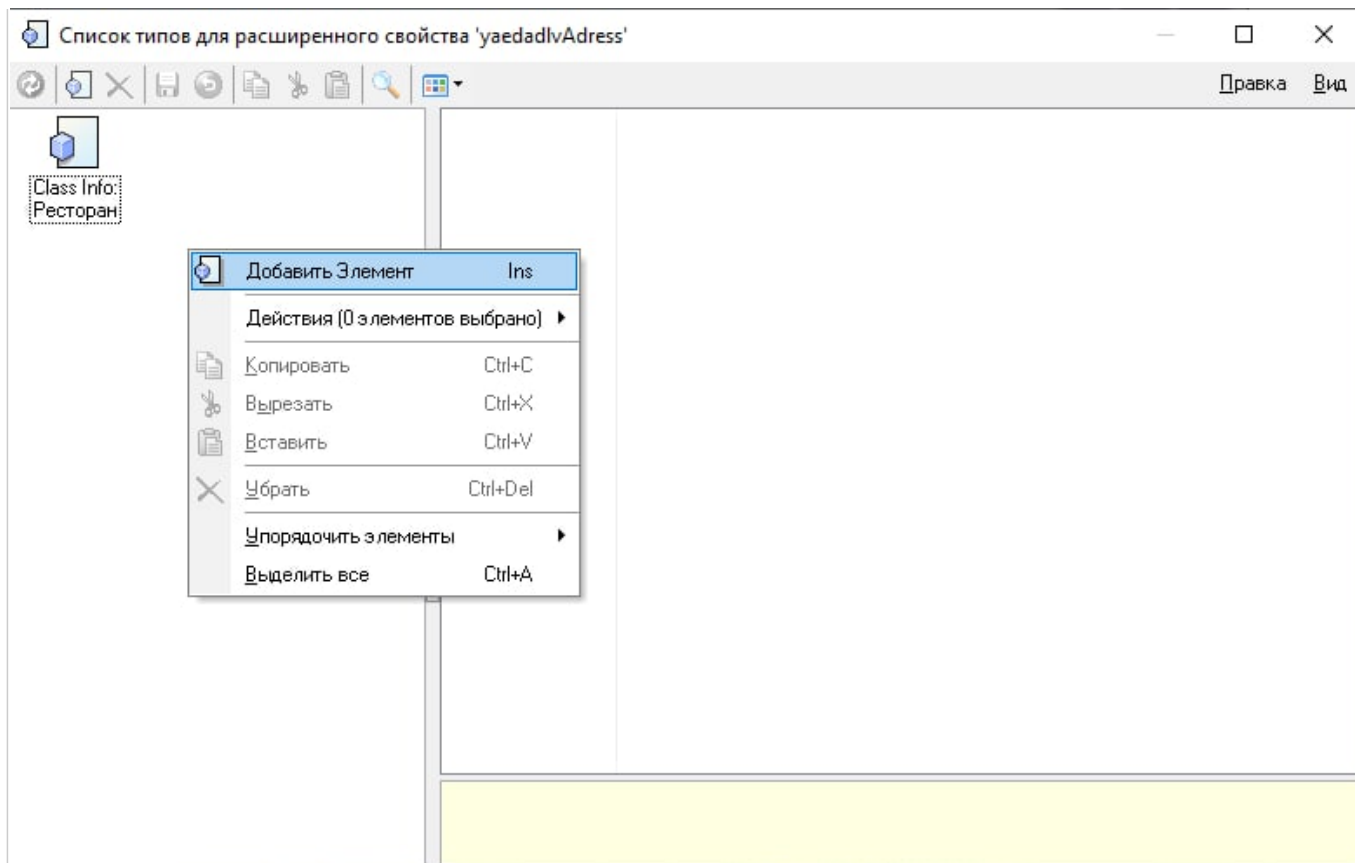 Список типов для расширенного свойства 'yaedadlvAdress'
Правка Вид
Class Info:
Ресторан
Добавить Элемент Ins
Действия (0 элементов выбрано)
Копировать Ctrl+C
Вырезать Ctrl+X
Вставить Ctrl+V
Убрать Ctrl+Del
Упорядочить элементы
Выделить все Ctrl+A